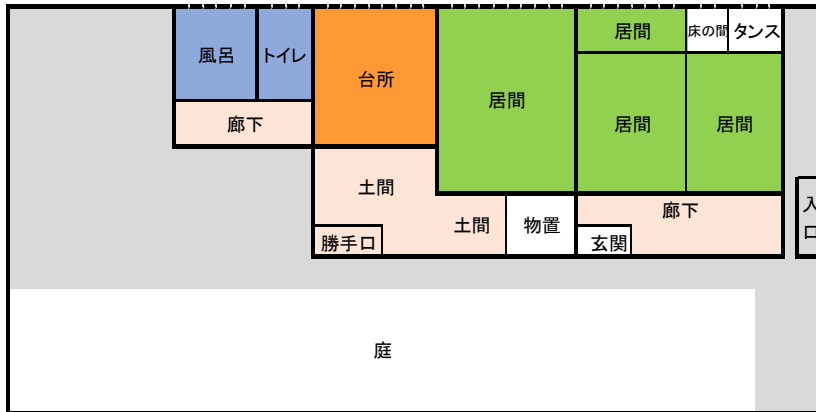 居間
床の間
タンス
風呂
トイレ
台所
居間
居間
居間
廊下
土間
入
口
廊下
土間
物置
勝手口
玄関
庭